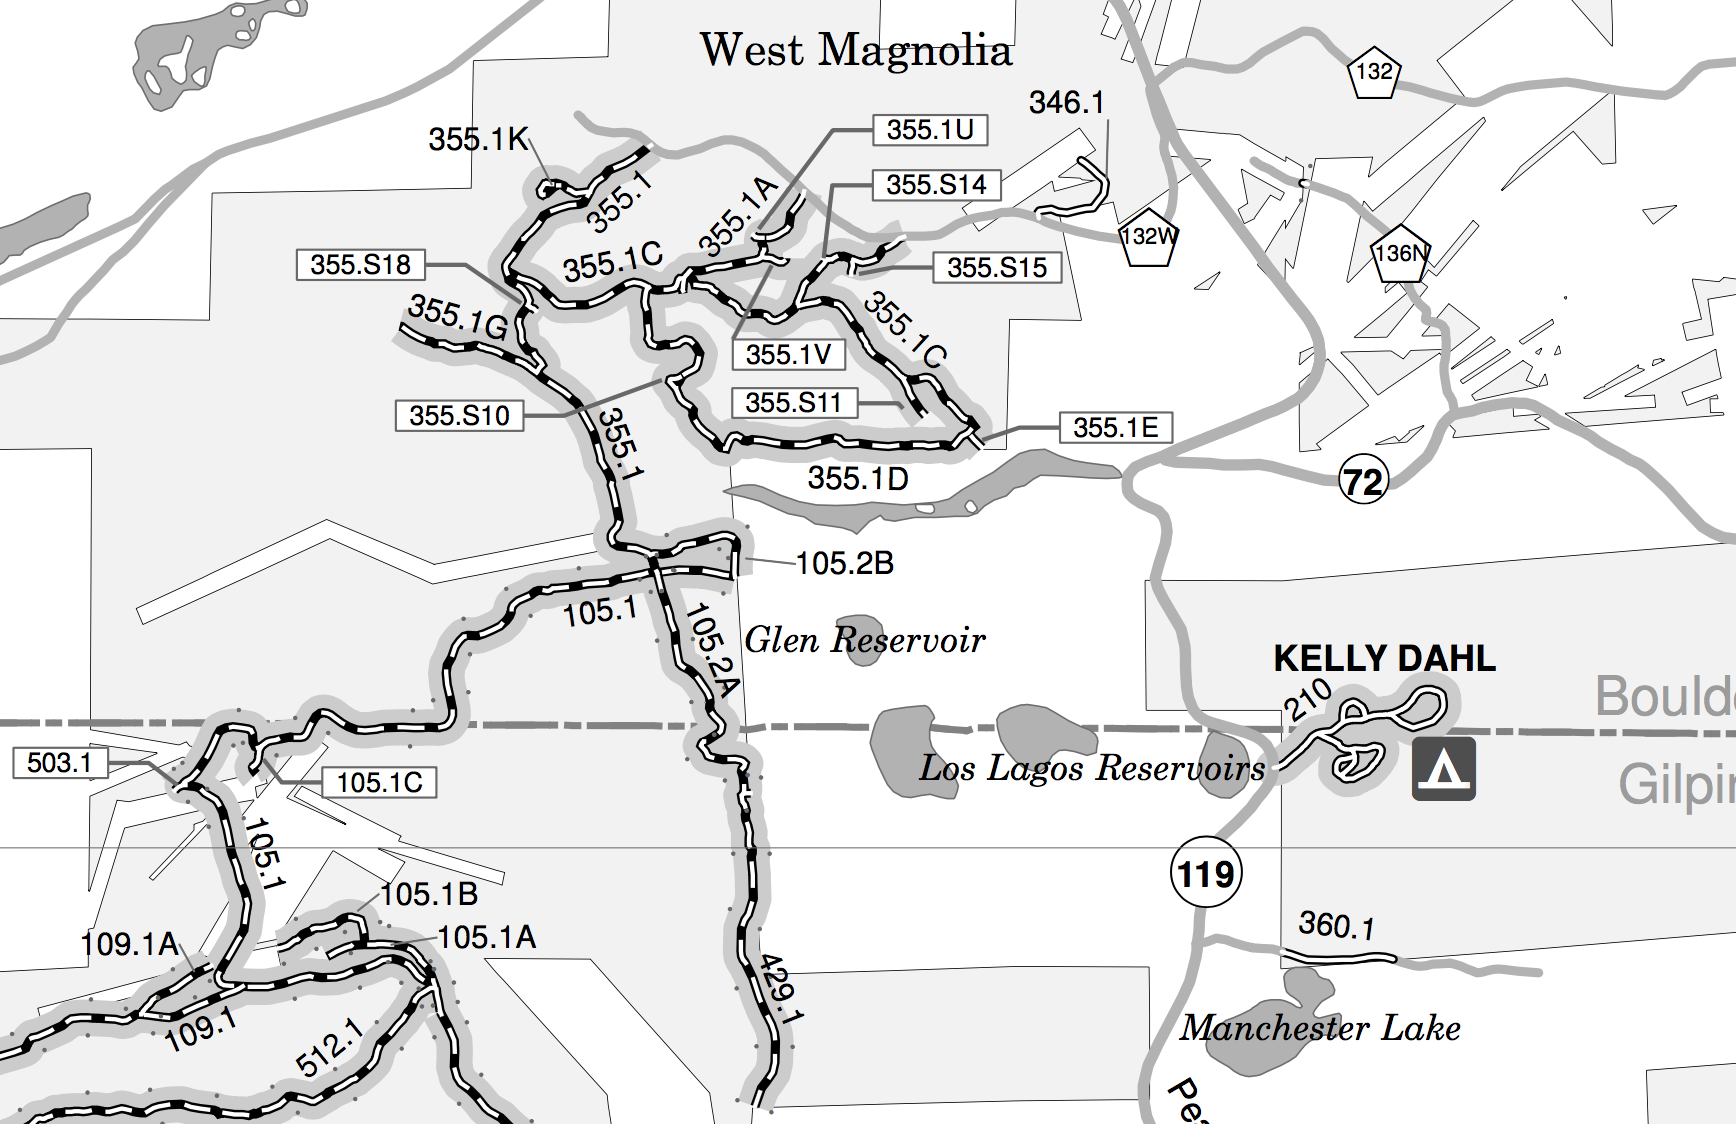 West Magnolia
132
346.1
355.1K
355.1U
355.S14
355.1
355.1A
132W
136N
355.S18
355.1C
355.S15
355.1G
355.1C
355.1V
355.S11
355.S10
355.1E
355.1
355.1D
72
105.2B
105.1
105.2A
Glen Reservoir
KELLY DAHL
210
Bould
503.1
105.1C
Los Lagos Reservoirs
Gilpi
105.1
119
105.1B
109.1A
105.1A
360.1
429.1
109.1
512.1
Manchester Lake
Pe